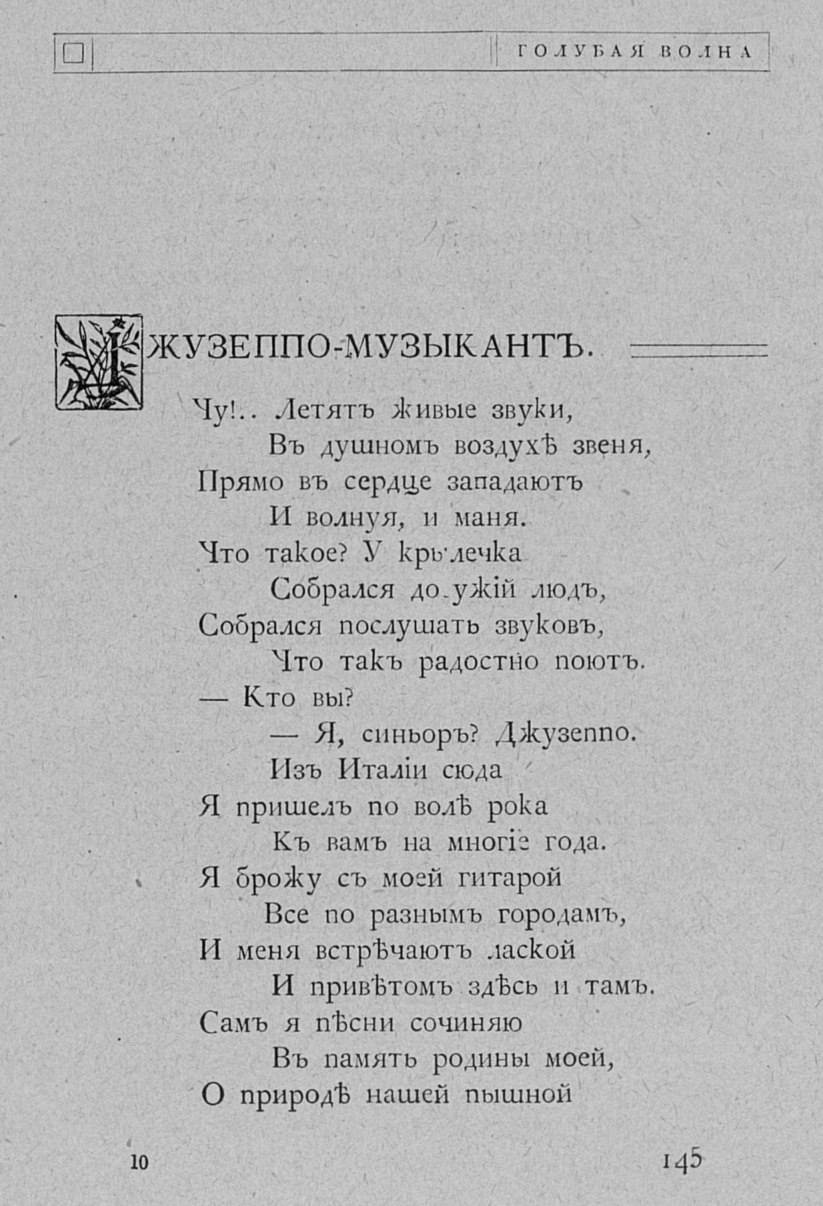 ГОЛУБАЯ ВОЛНА
ДЖУЗЕППО-МУЗЫКАНТЪ.
Чу!.. Летятъ живые звуки,
Въ душномъ воздухѣ звеня,
Прямо въ сердце западаютъ
И волнуя, и маня.
Что такое? У крылечка
Собрался досужій людъ,
Собрался послушать звуковъ,
Что такъ радостно поютъ.
— Кто вы?
— Я, синьоръ? Джузеппо.
Изъ Италіи сюда
Я пришелъ по волѣ рока
Къ вамъ на многіе года.
Я брожу съ моей гитарой
Все по разнымъ городамъ,
И меня встрѣчаютъ лаской
И привѣтомъ здѣсь и тамъ.
Самъ я пѣсни сочиняю
Въ память родины моей,
О природѣ нашей пышной
10 145